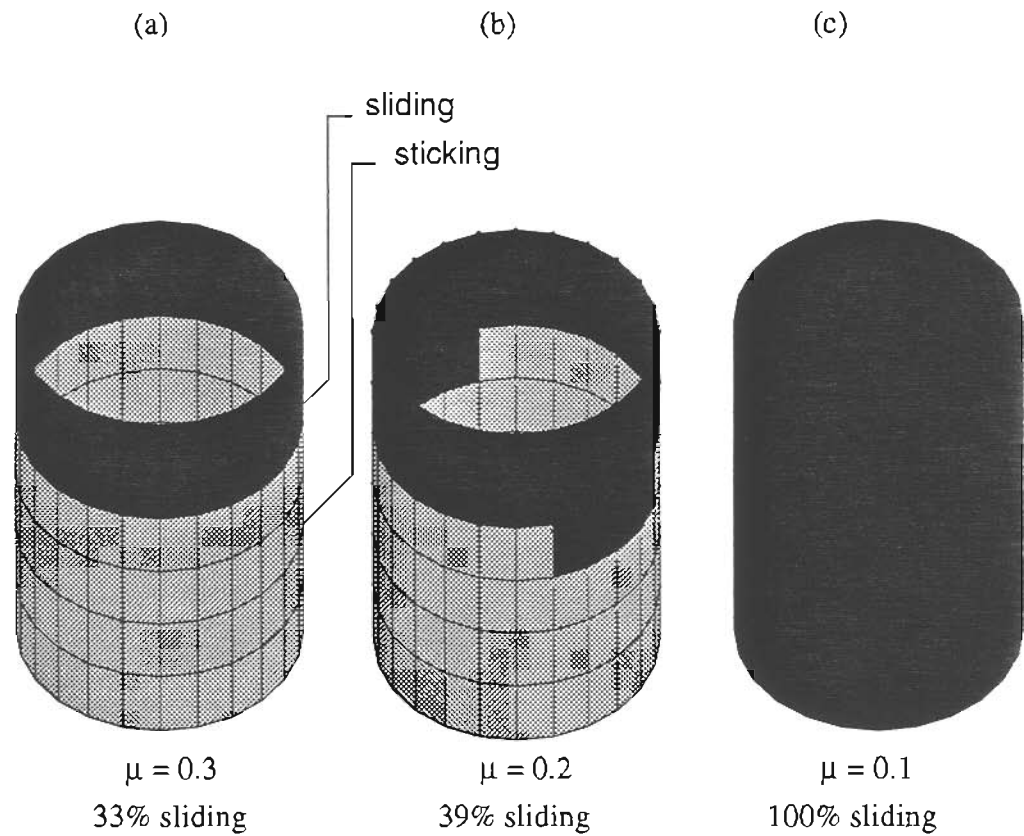 (a) (b) (c)
sliding
sticking
μ = 0.3 μ = 0.2 μ = 0.1
33% sliding 39% sliding 100% sliding